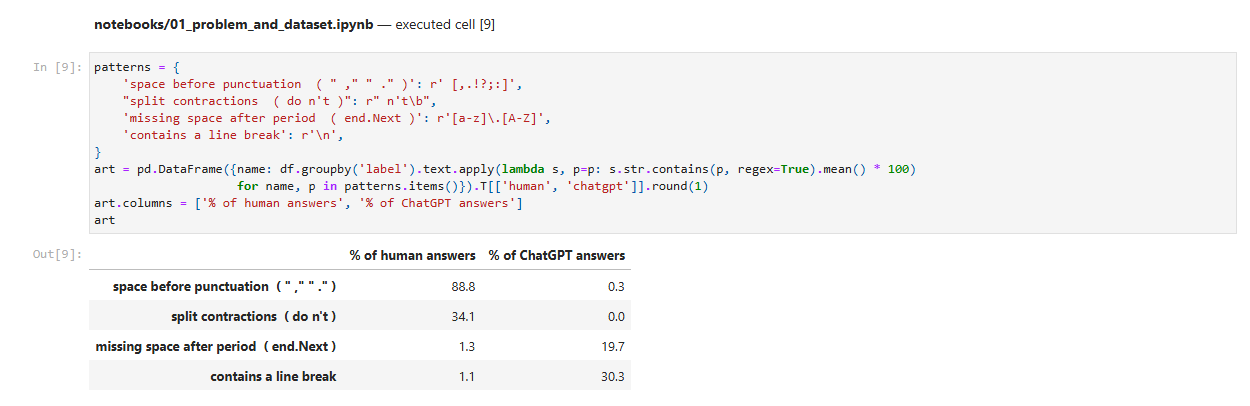 notebooks/01_problem_and_dataset.ipynb — executed cell [9]
In [9]: patterns = {
    'space before punctuation  ( " ," " ." )': r' [,.!?;:]',
    "split contractions  ( do n't )": r" n't\b",
    'missing space after period  ( end.Next )': r'[a-z]\.[A-Z]',
    'contains a line break': r'\n',
}
art = pd.DataFrame({name: df.groupby('label').text.apply(lambda s, p=p: s.str.contains(p, regex=True).mean() * 100)
                    for name, p in patterns.items()}).T[['human', 'chatgpt']].round(1)
art.columns = ['% of human answers', '% of ChatGPT answers']
art
Out[9]: % of human answers % of ChatGPT answers
space before punctuation ( " ," " ." ) 88.8 0.3
split contractions ( do n't ) 34.1 0.0
missing space after period ( end.Next ) 1.3 19.7
contains a line break 1.1 30.3